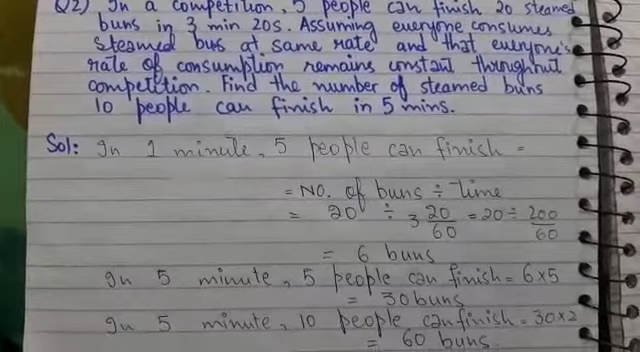 Q2) In a competition, 5 people can finish 20 steamed
buns in 3 min 20s. Assuming everyone consumes
steamed buns at same rate and that everyone's
rate of consumption remains constant throughout
competition. Find the number of steamed buns
10 people can finish in 5 mins.
Sol: In 1 minute, 5 people can finish =
= No. of buns ÷ Time
= 20 ÷ 3 20/60 = 20 ÷ 200/60
= 6 buns
In 5 minute, 5 people can finish = 6×5
= 30 buns
In 5 minute, 10 people can finish = 30×2
= 60 buns.